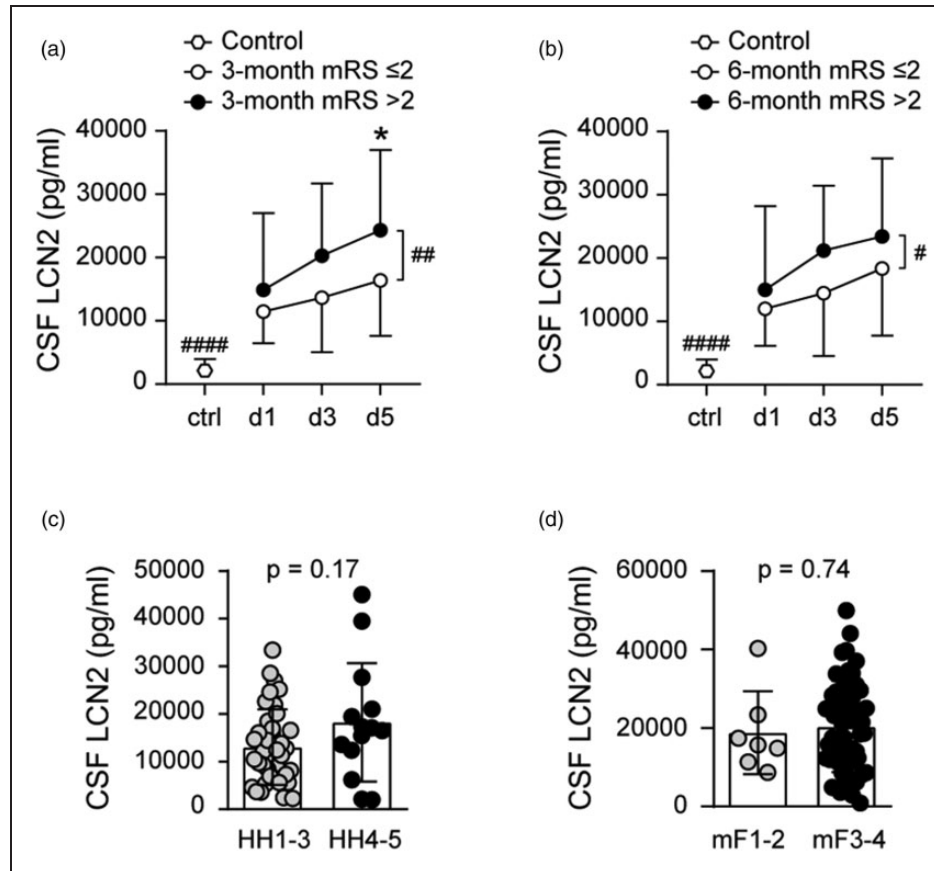 (a)
Control
3-month mRS ≤2
3-month mRS >2
CSF LCN2 (pg/ml)
40000
30000
20000
10000
0
*
##
####
ctrl d1 d3 d5
(b)
Control
6-month mRS ≤2
6-month mRS >2
CSF LCN2 (pg/ml)
40000
30000
20000
10000
0
#
####
ctrl d1 d3 d5
(c)
p = 0.17
CSF LCN2 (pg/ml)
50000
40000
30000
20000
10000
0
HH1-3 HH4-5
(d)
p = 0.74
CSF LCN2 (pg/ml)
60000
40000
20000
0
mF1-2 mF3-4